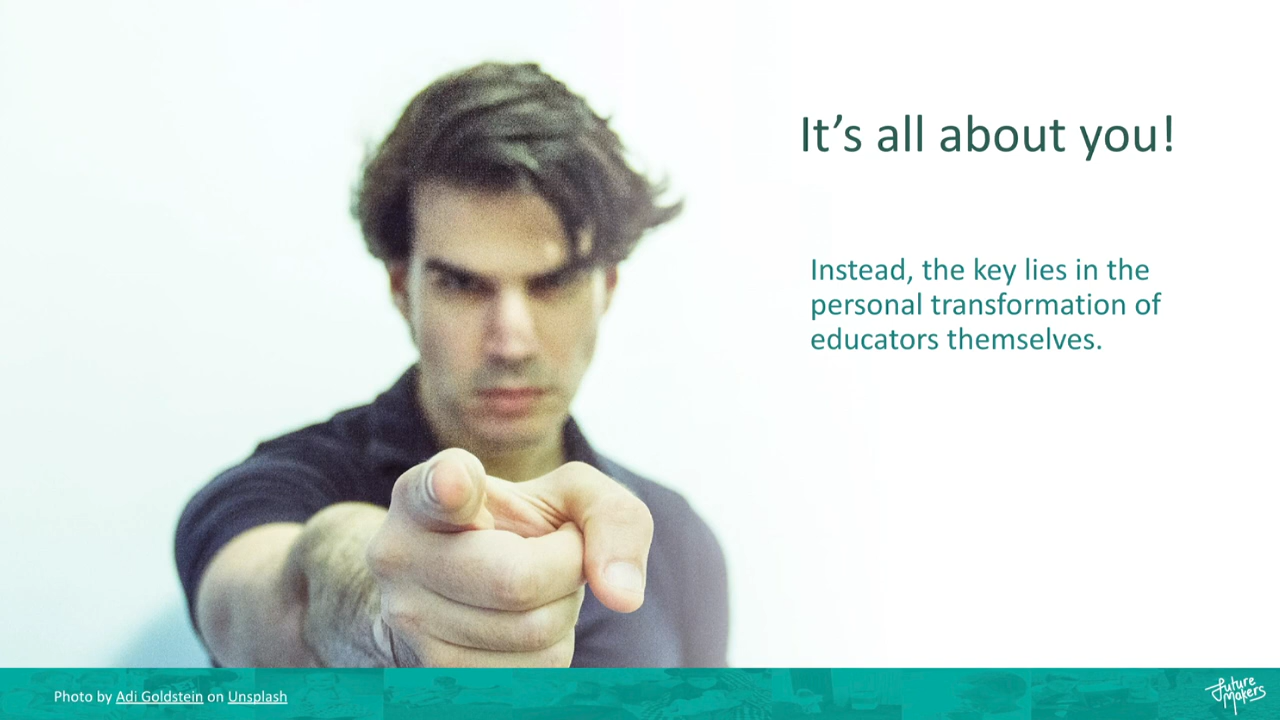 It’s all about you!
Instead, the key lies in the
personal transformation of
educators themselves.
Photo by Adi Goldstein on Unsplash
Future
Makers